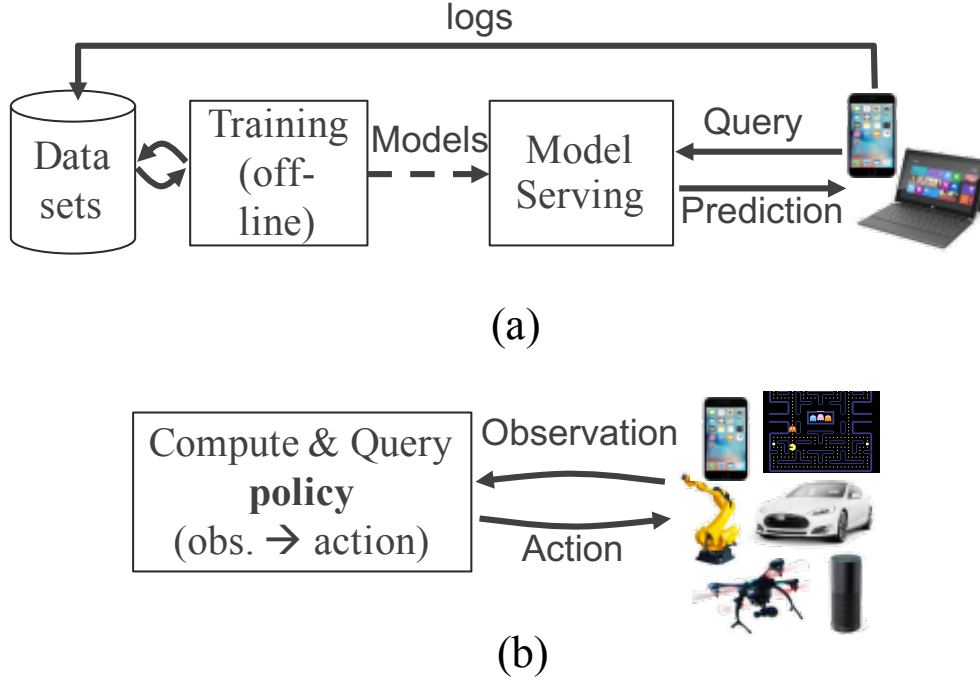 logs
Data
sets
Training
(off-
line)
Models
Model
Serving
Query
Prediction
(a)
Compute & Query
policy
(obs. → action)
Observation
Action
(b)